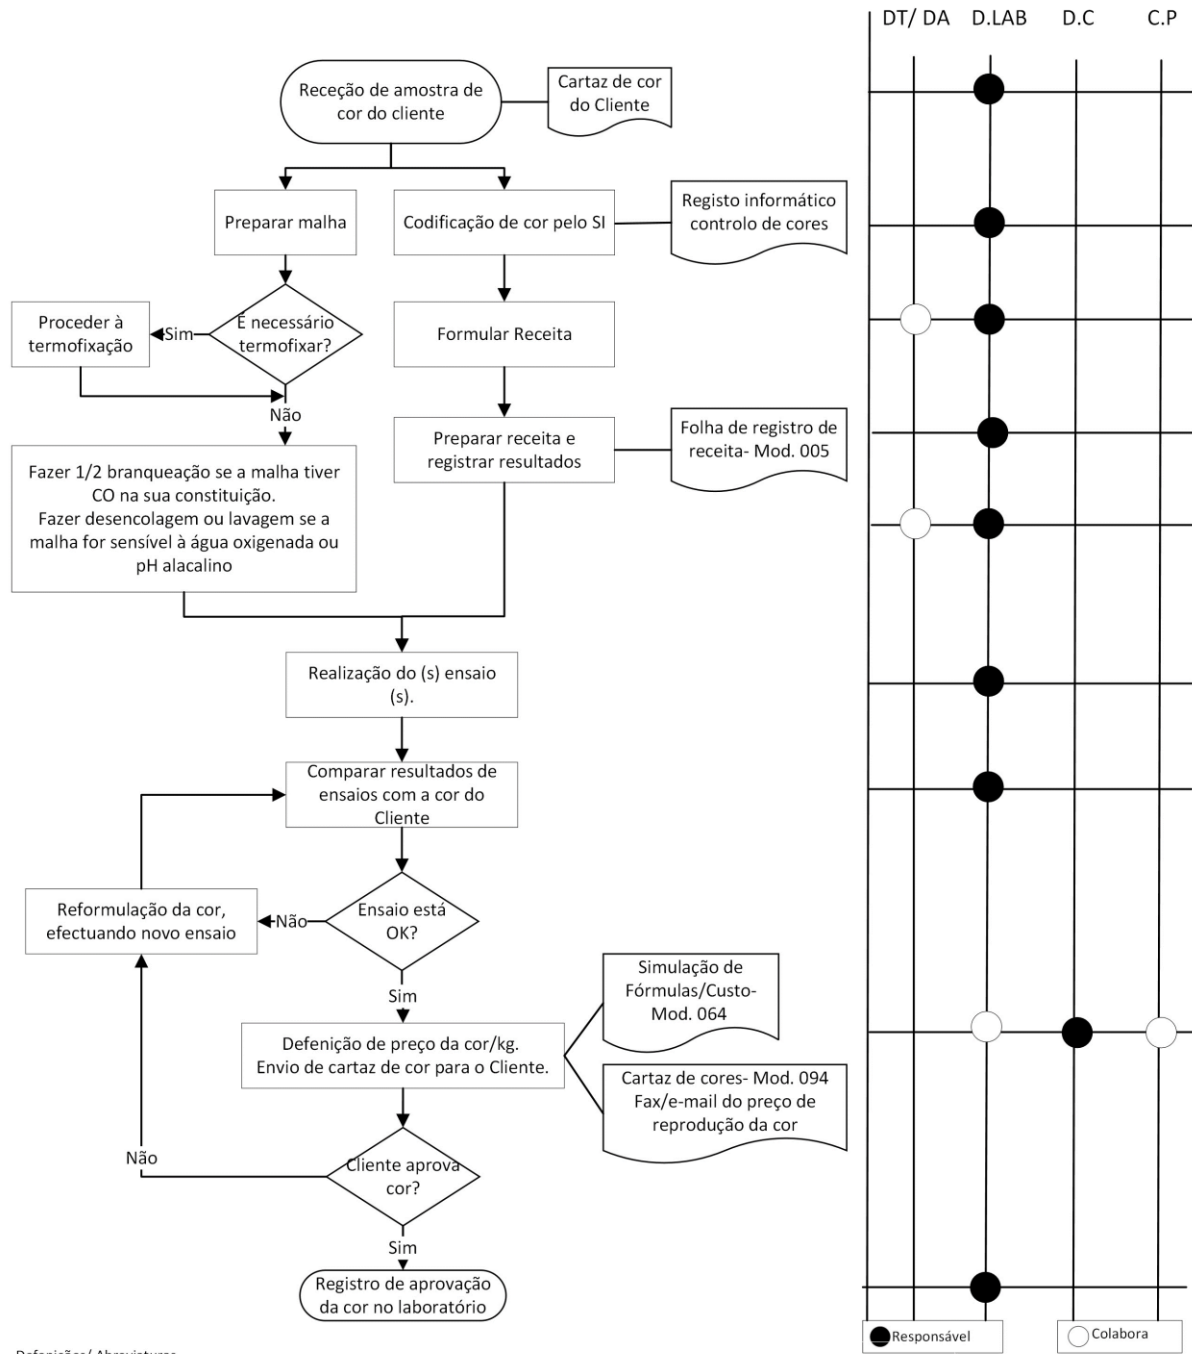 DT/ DA
D.LAB
D.C
C.P
Receção de amostra de
cor do cliente
Cartaz de cor
do Cliente
Preparar malha
Codificação de cor pelo SI
Registo informático
controlo de cores
É necessário
termofixar?
Sim
Proceder à
termofixação
Não
Formular Receita
Preparar receita e
registrar resultados
Folha de registro de
receita- Mod. 005
Fazer 1/2 branqueação se a malha tiver
CO na sua constituição.
Fazer desencolagem ou lavagem se a
malha for sensível à água oxigenada ou
pH alacalino
Realização do (s) ensaio
(s).
Comparar resultados de
ensaios com a cor do
Cliente
Ensaio está
OK?
Não
Reformulação da cor,
efectuando novo ensaio
Sim
Simulação de
Fórmulas/Custo-
Mod. 064
Defenição de preço da cor/kg.
Envio de cartaz de cor para o Cliente.
Cartaz de cores- Mod. 094
Fax/e-mail do preço de
reprodução da cor
Cliente aprova
cor?
Não
Sim
Registro de aprovação
da cor no laboratório
Responsável
Colabora